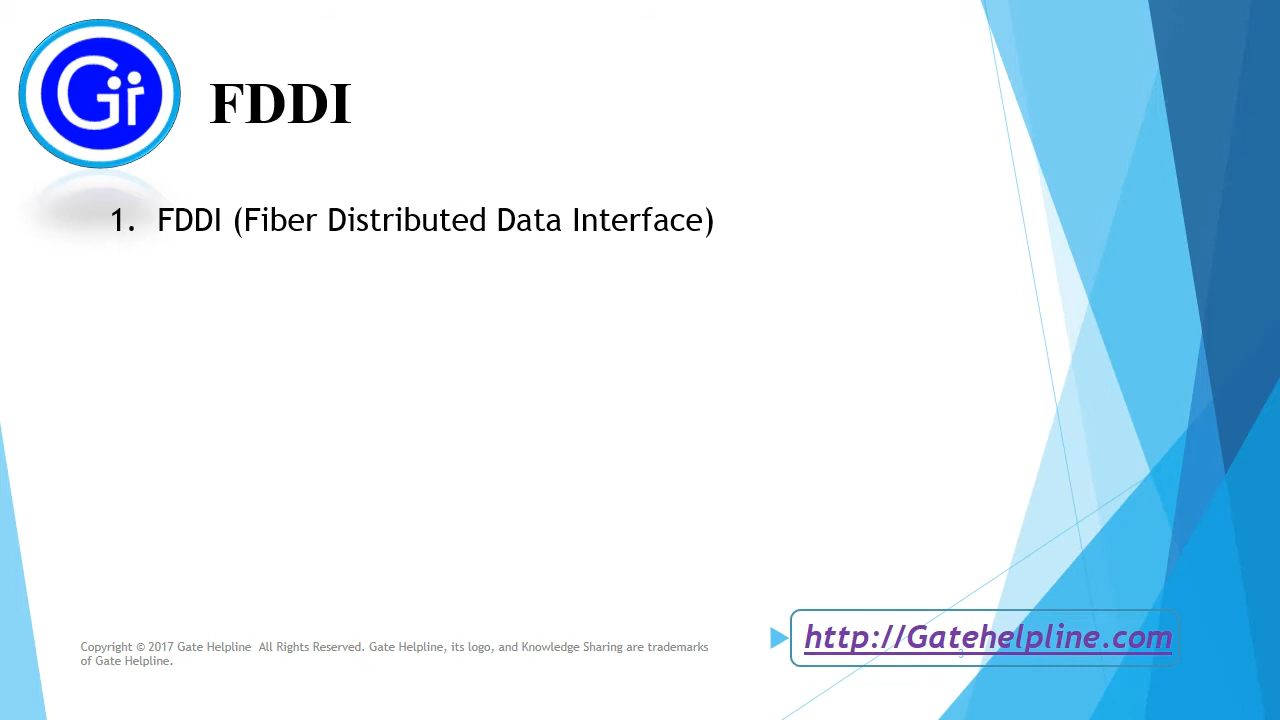 FDDI
1. FDDI (Fiber Distributed Data Interface)
Copyright © 2017 Gate Helpline All Rights Reserved. Gate Helpline, its logo, and Knowledge Sharing are trademarks
of Gate Helpline.
http://Gatehelpline.com
3